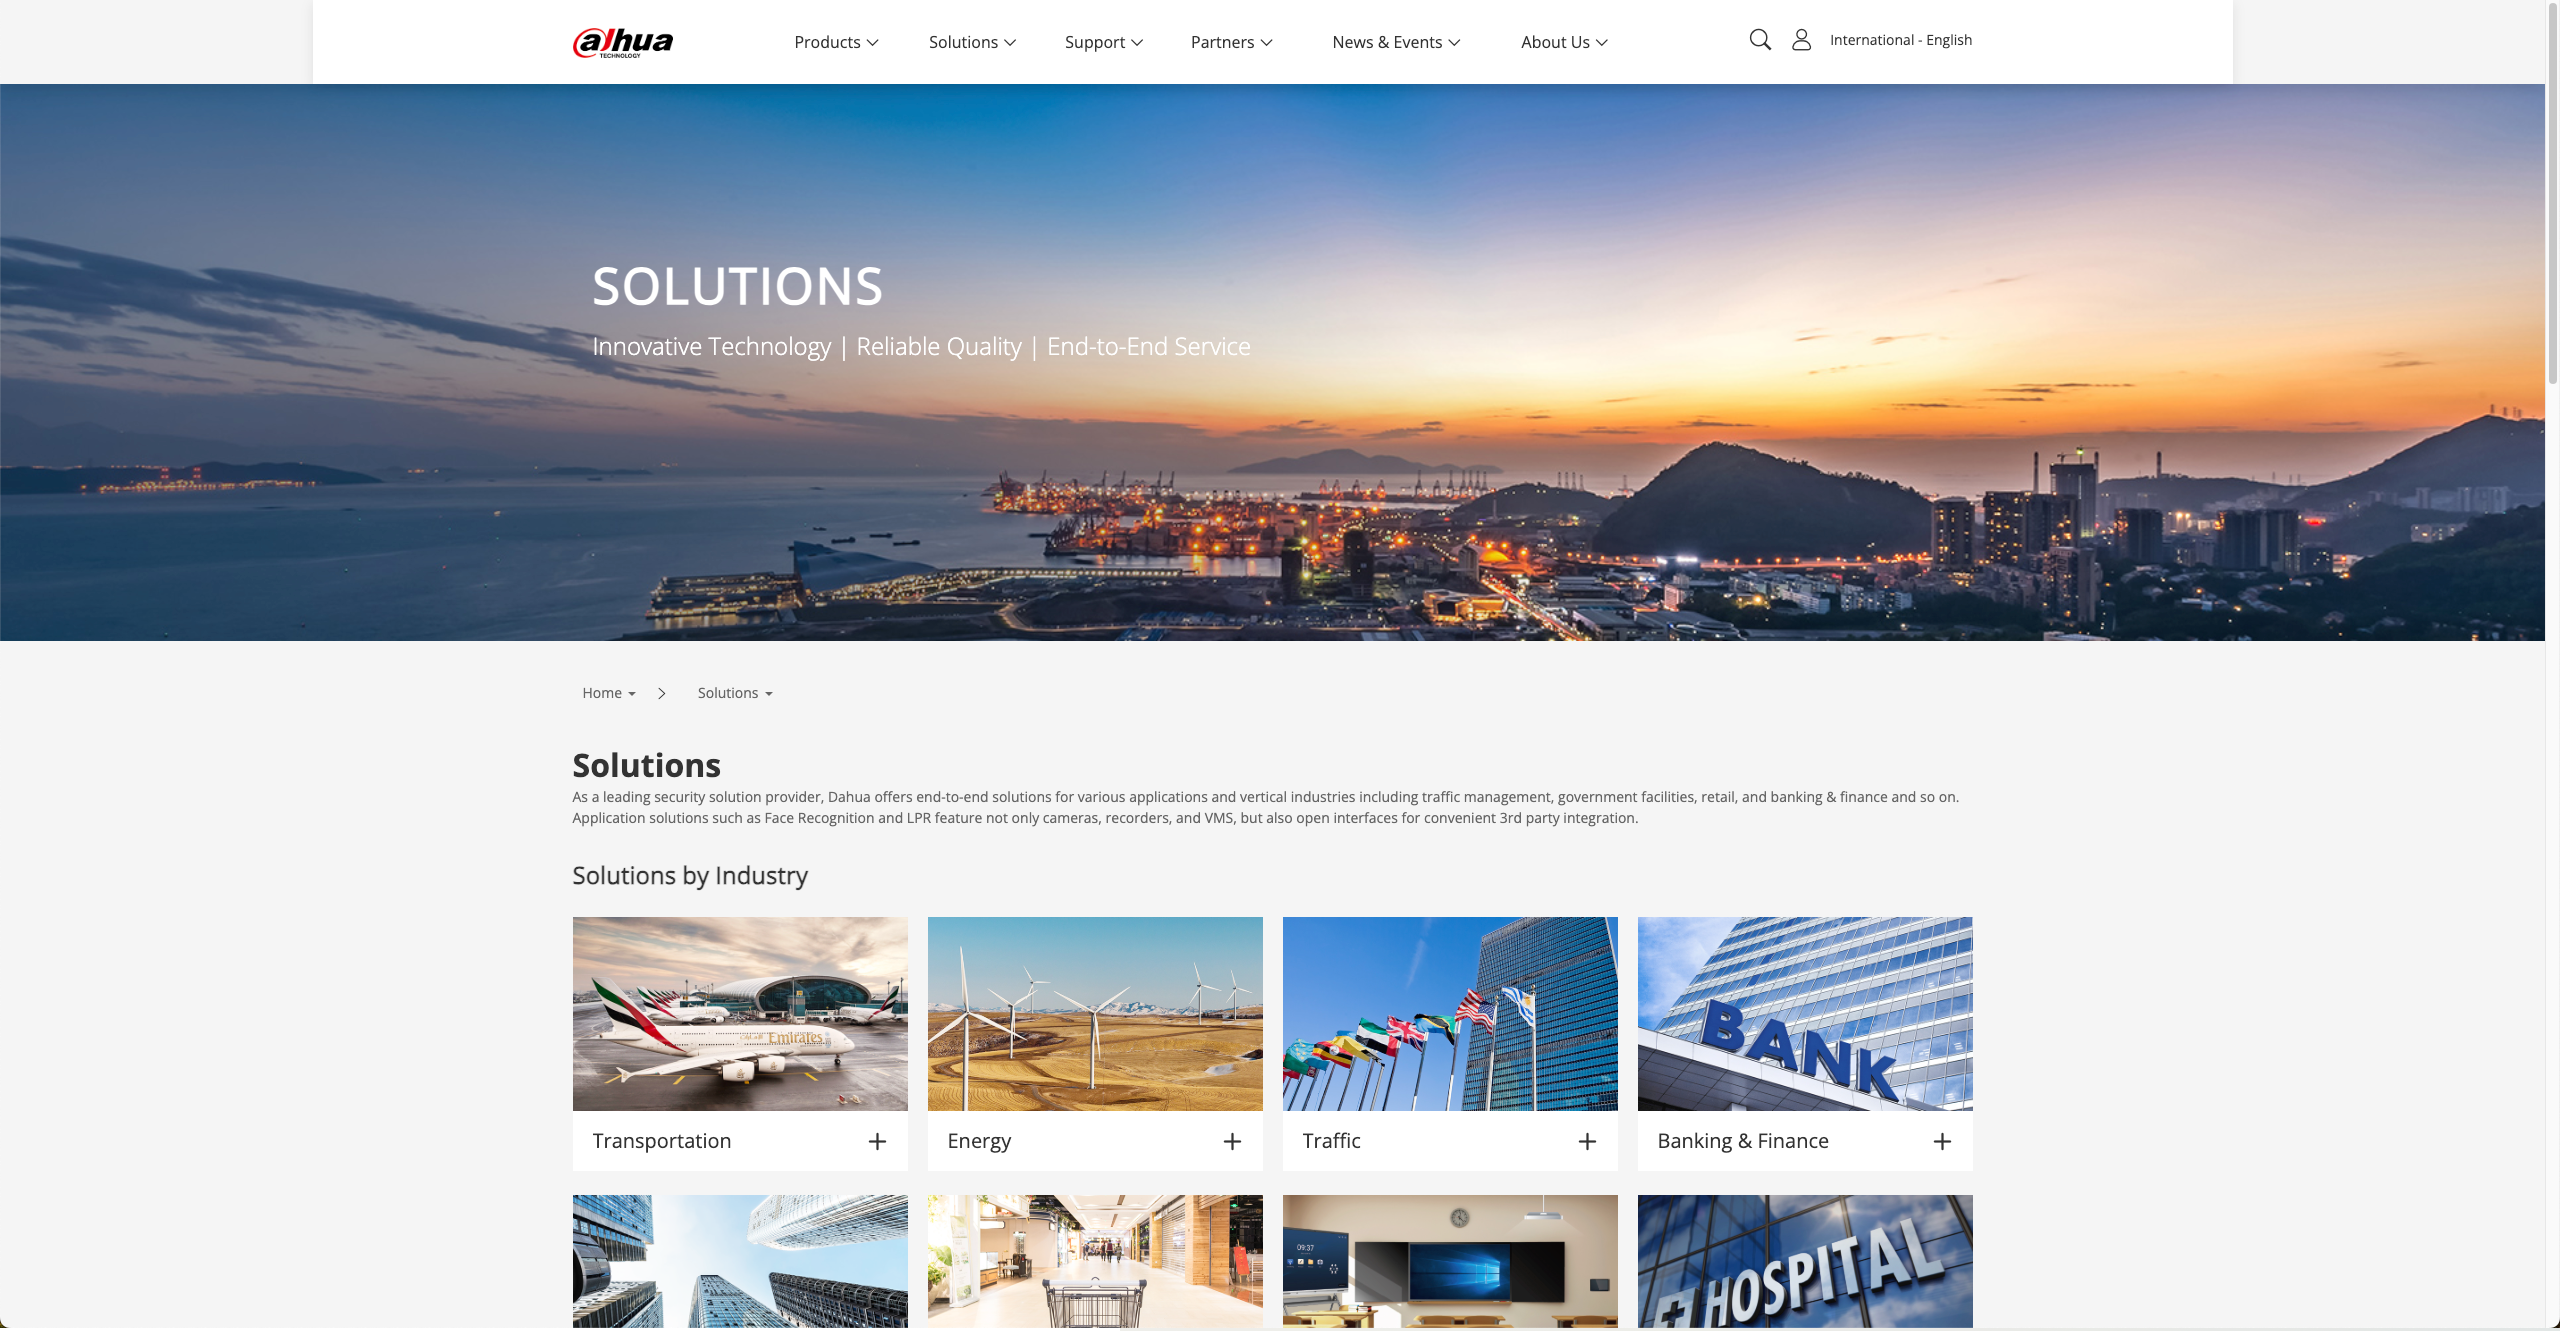 alhua
TECHNOLOGY
Products
Solutions
Support
Partners
News & Events
About Us
International - English
SOLUTIONS
Innovative Technology | Reliable Quality | End-to-End Service
Home
Solutions
Solutions
As a leading security solution provider, Dahua offers end-to-end solutions for various applications and vertical industries including traffic management, government facilities, retail, and banking & finance and so on.
Application solutions such as Face Recognition and LPR feature not only cameras, recorders, and VMS, but also open interfaces for convenient 3rd party integration.
Solutions by Industry
Emirates
BANK
Transportation
Energy
Traffic
Banking & Finance
09:37
HOSPITAL